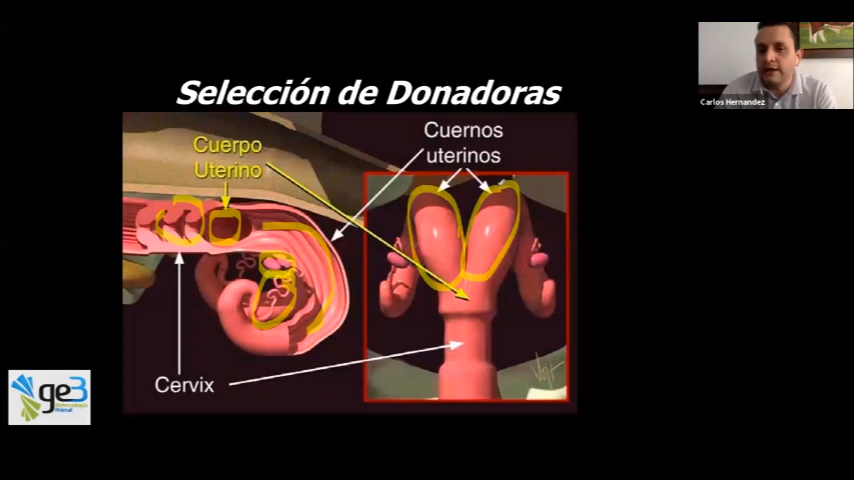 Selección de Donadoras
Carlos Hernandez
Cuerpo
Uterino
Cuernos
uterinos
Cervix
ge3